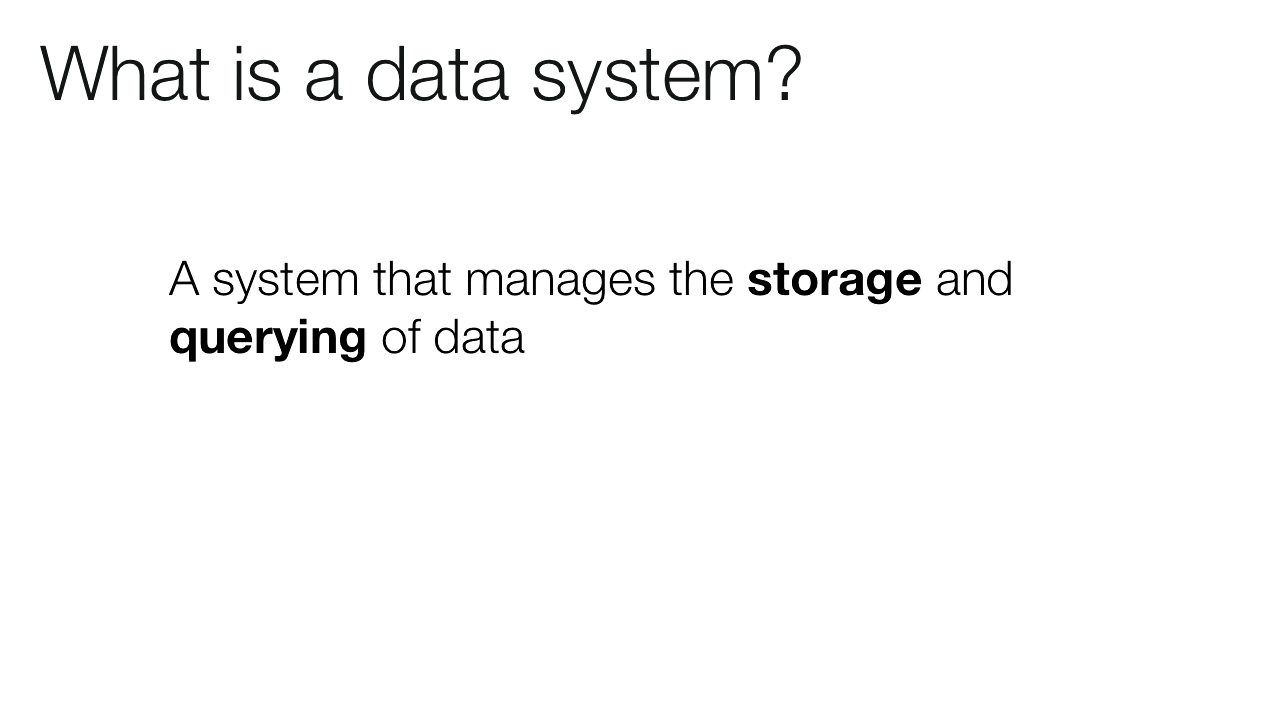 What is a data system?
A system that manages the storage and
querying of data